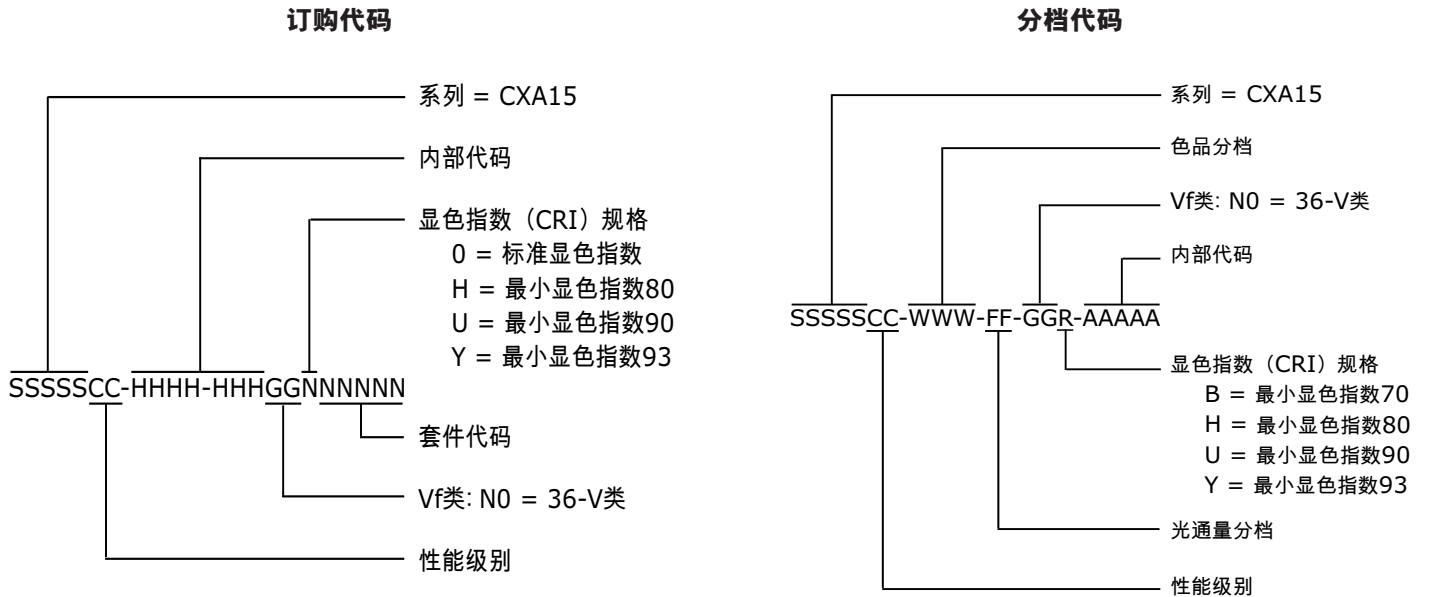 订购代码
系列 = CXA15
内部代码
显色指数（CRI）规格
0 = 标准显色指数
H = 最小显色指数80
U = 最小显色指数90
Y = 最小显色指数93
SSSSSCC-HHHH-HHHGGNNNNNN
套件代码
Vf类: N0 = 36-V类
性能级别
分档代码
系列 = CXA15
色品分档
Vf类: N0 = 36-V类
内部代码
SSSSSCC-WWW-FF-GGR-AAAAA
显色指数（CRI）规格
B = 最小显色指数70
H = 最小显色指数80
U = 最小显色指数90
Y = 最小显色指数93
光通量分档
性能级别